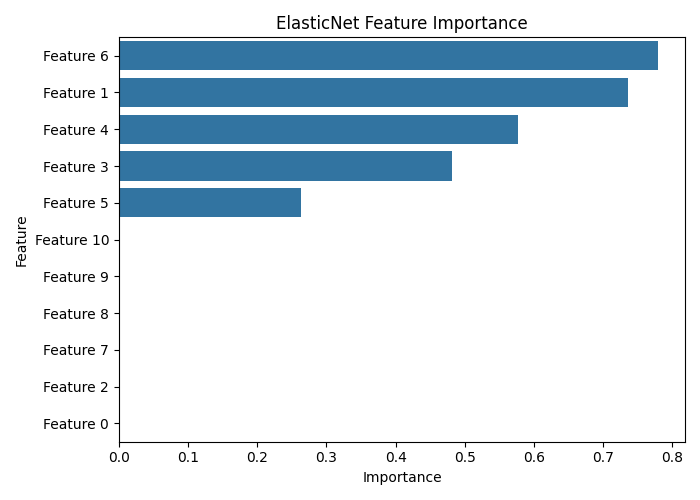 ElasticNet Feature Importance
Feature 6
Feature 1
Feature 4
Feature 3
Feature 5
Feature 10
Feature 9
Feature 8
Feature 7
Feature 2
Feature 0
Feature
0.0 0.1 0.2 0.3 0.4 0.5 0.6 0.7 0.8
Importance